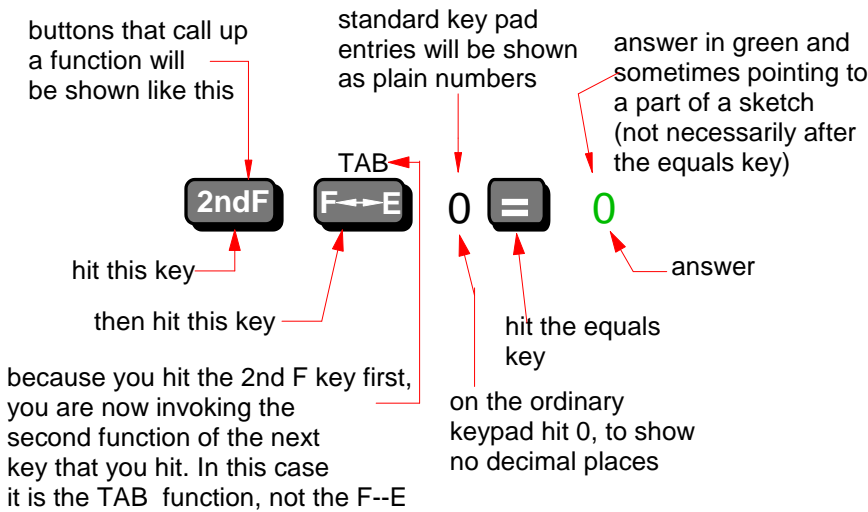 buttons that call up
a function will
be shown like this
standard key pad
entries will be shown
as plain numbers
answer in green and
sometimes pointing to
a part of a sketch
(not necessarily after
the equals key)
TAB
2ndF F↔E 0 = 0
hit this key
answer
then hit this key
hit the equals
key
because you hit the 2nd F key first,
you are now invoking the
second function of the next
key that you hit. In this case
it is the TAB function, not the F--E
on the ordinary
keypad hit 0, to show
no decimal places